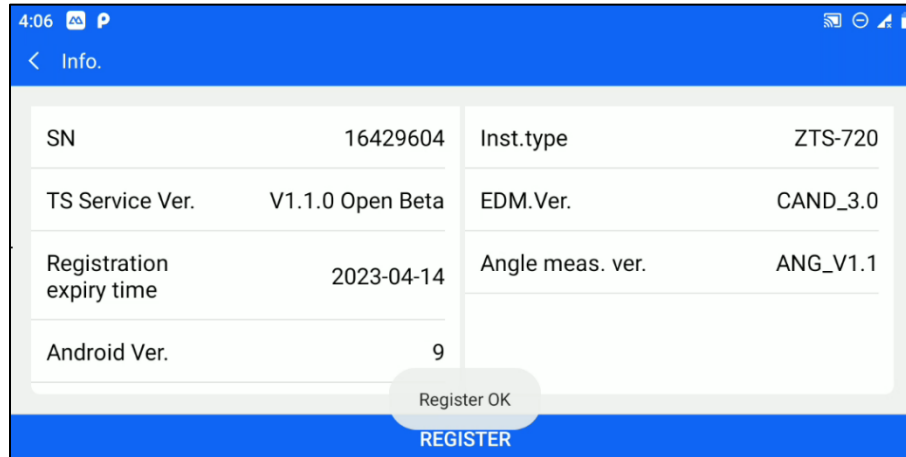 4:06 P
Info.
SN 16429604
TS Service Ver. V1.1.0 Open Beta
Registration
expiry time 2023-04-14
Android Ver. 9
Inst.type ZTS-720
EDM.Ver. CAND_3.0
Angle meas. ver. ANG_V1.1
Register OK
REGISTER